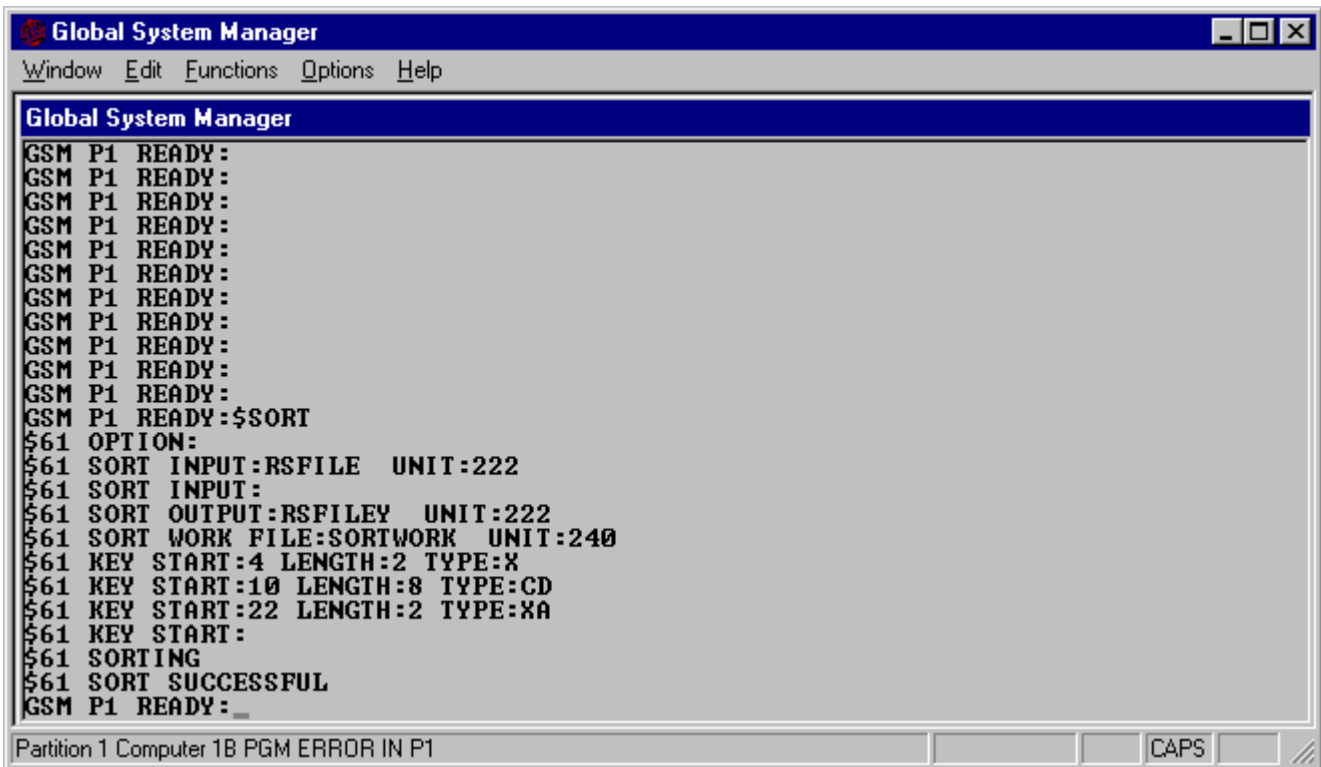 Global System Manager
Window Edit Functions Options Help
Global System Manager
GSM P1 READY:
GSM P1 READY:
GSM P1 READY:
GSM P1 READY:
GSM P1 READY:
GSM P1 READY:
GSM P1 READY:
GSM P1 READY:
GSM P1 READY:
GSM P1 READY:
GSM P1 READY:
GSM P1 READY:$SORT
$61 OPTION:
$61 SORT INPUT:RSFILE UNIT:222
$61 SORT INPUT:
$61 SORT OUTPUT:RSFILEY UNIT:222
$61 SORT WORK FILE:SORTWORK UNIT:240
$61 KEY START:4 LENGTH:2 TYPE:X
$61 KEY START:10 LENGTH:8 TYPE:CD
$61 KEY START:22 LENGTH:2 TYPE:XA
$61 KEY START:
$61 SORTING
$61 SORT SUCCESSFUL
GSM P1 READY:_
Partition 1 Computer 1B PGM ERROR IN P1 CAPS